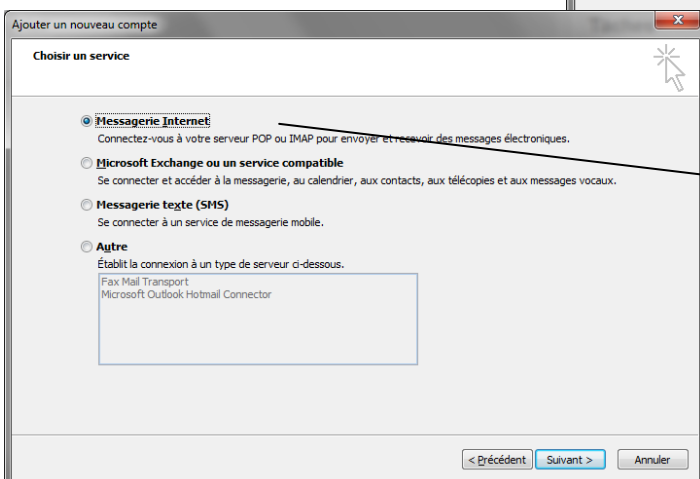 Ajouter un nouveau compte
Choisir un service
Messagerie Internet
Connectez-vous à votre serveur POP ou IMAP pour envoyer et recevoir des messages électroniques.
Microsoft Exchange ou un service compatible
Se connecter et accéder à la messagerie, au calendrier, aux contacts, aux télécopies et aux messages vocaux.
Messagerie texte (SMS)
Se connecter à un service de messagerie mobile.
Autre
Établit la connexion à un type de serveur ci-dessous.
Fax Mail Transport
Microsoft Outlook Hotmail Connector
< Précédent
Suivant >
Annuler